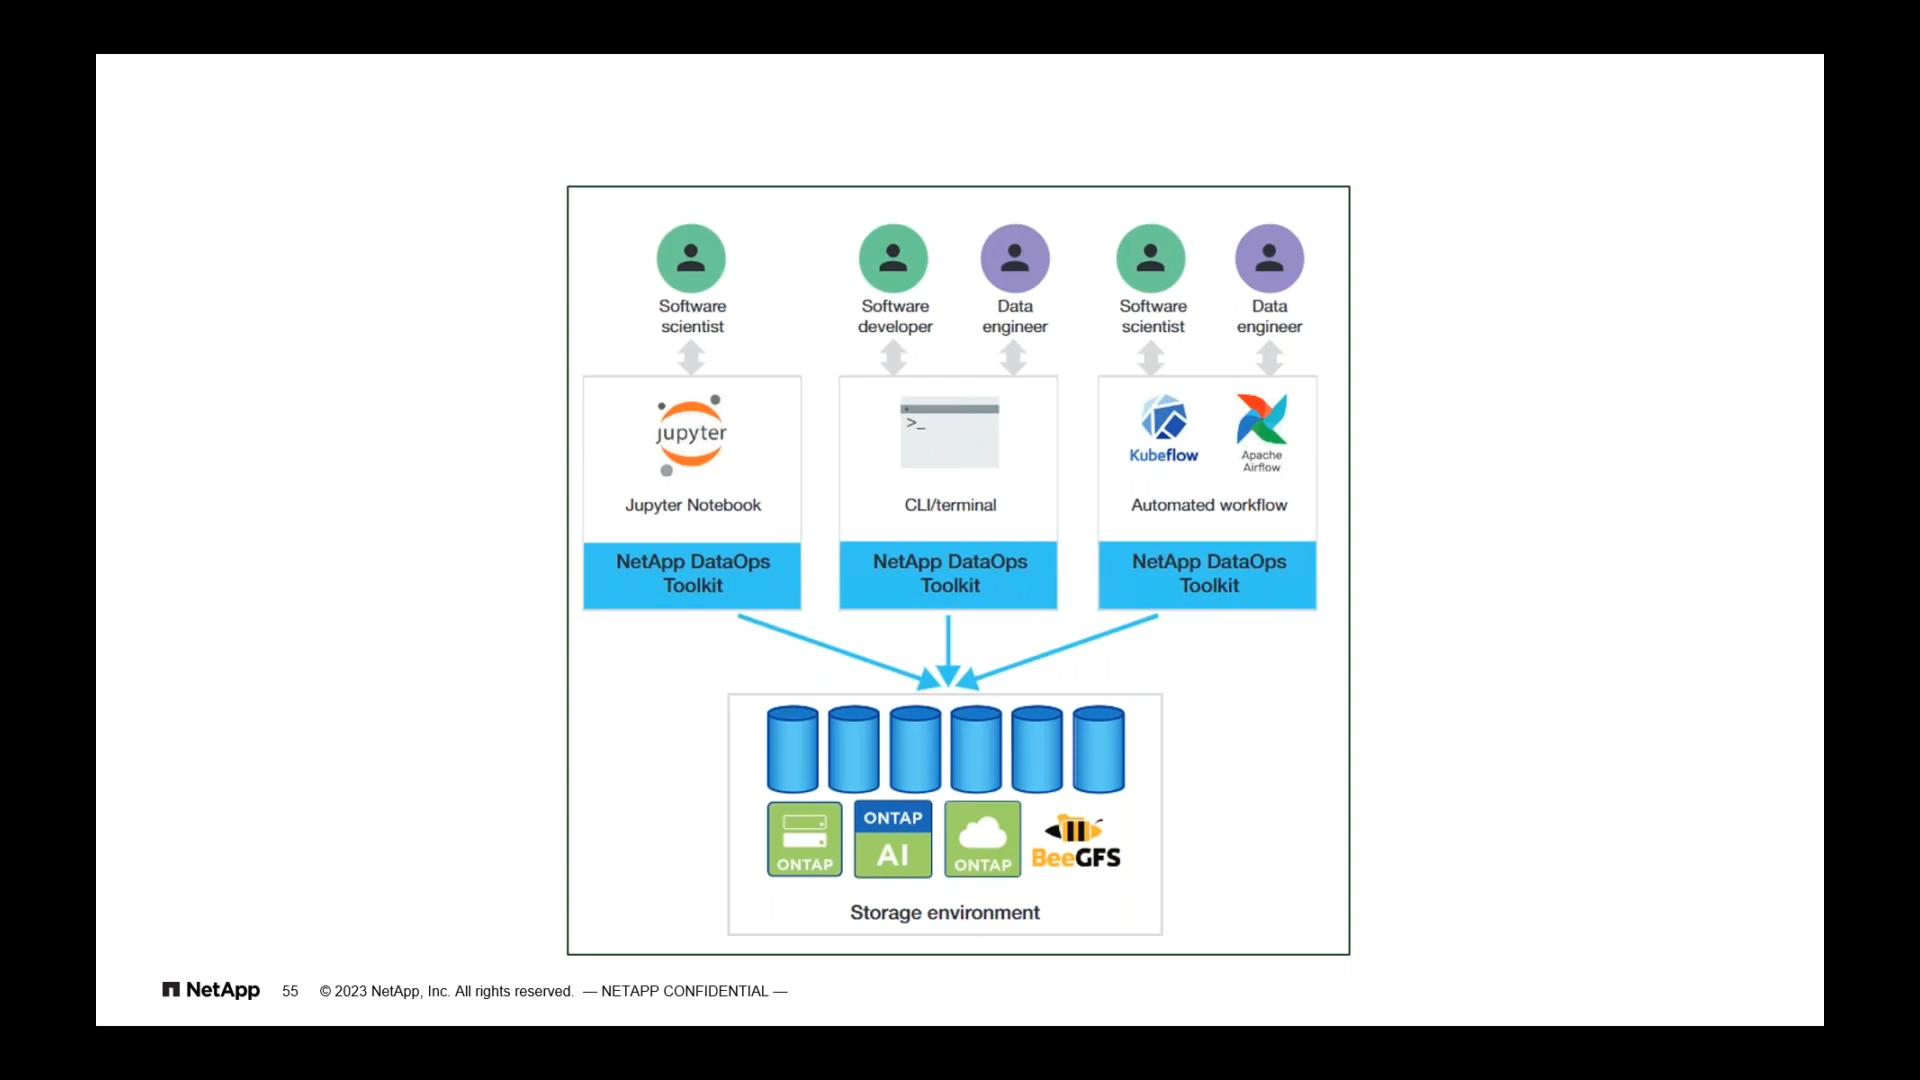 Software
scientist
Software
developer
Data
engineer
Software
scientist
Data
engineer
jupyter
Jupyter Notebook
NetApp DataOps
Toolkit
>_
CLI/terminal
NetApp DataOps
Toolkit
Kubeflow
Apache
Airflow
Automated workflow
NetApp DataOps
Toolkit
ONTAP
ONTAP
AI
ONTAP
BeeGFS
Storage environment
NetApp 55 © 2023 NetApp, Inc. All rights reserved. — NETAPP CONFIDENTIAL —